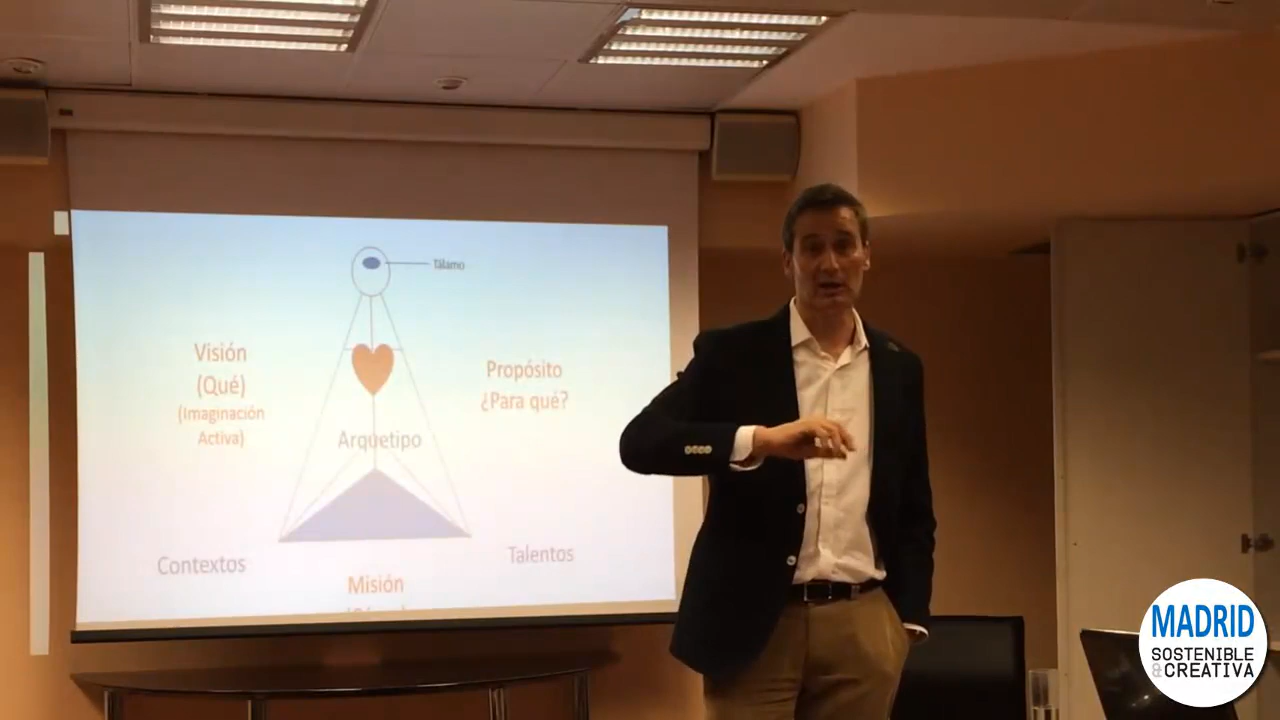 Tálamo
Visión
(Qué)
(Imaginación
Activa)
Propósito
¿Para qué?
Arquetipo
Contextos
Talentos
Misión
MADRID
SOSTENIBLE
&CREATIVA